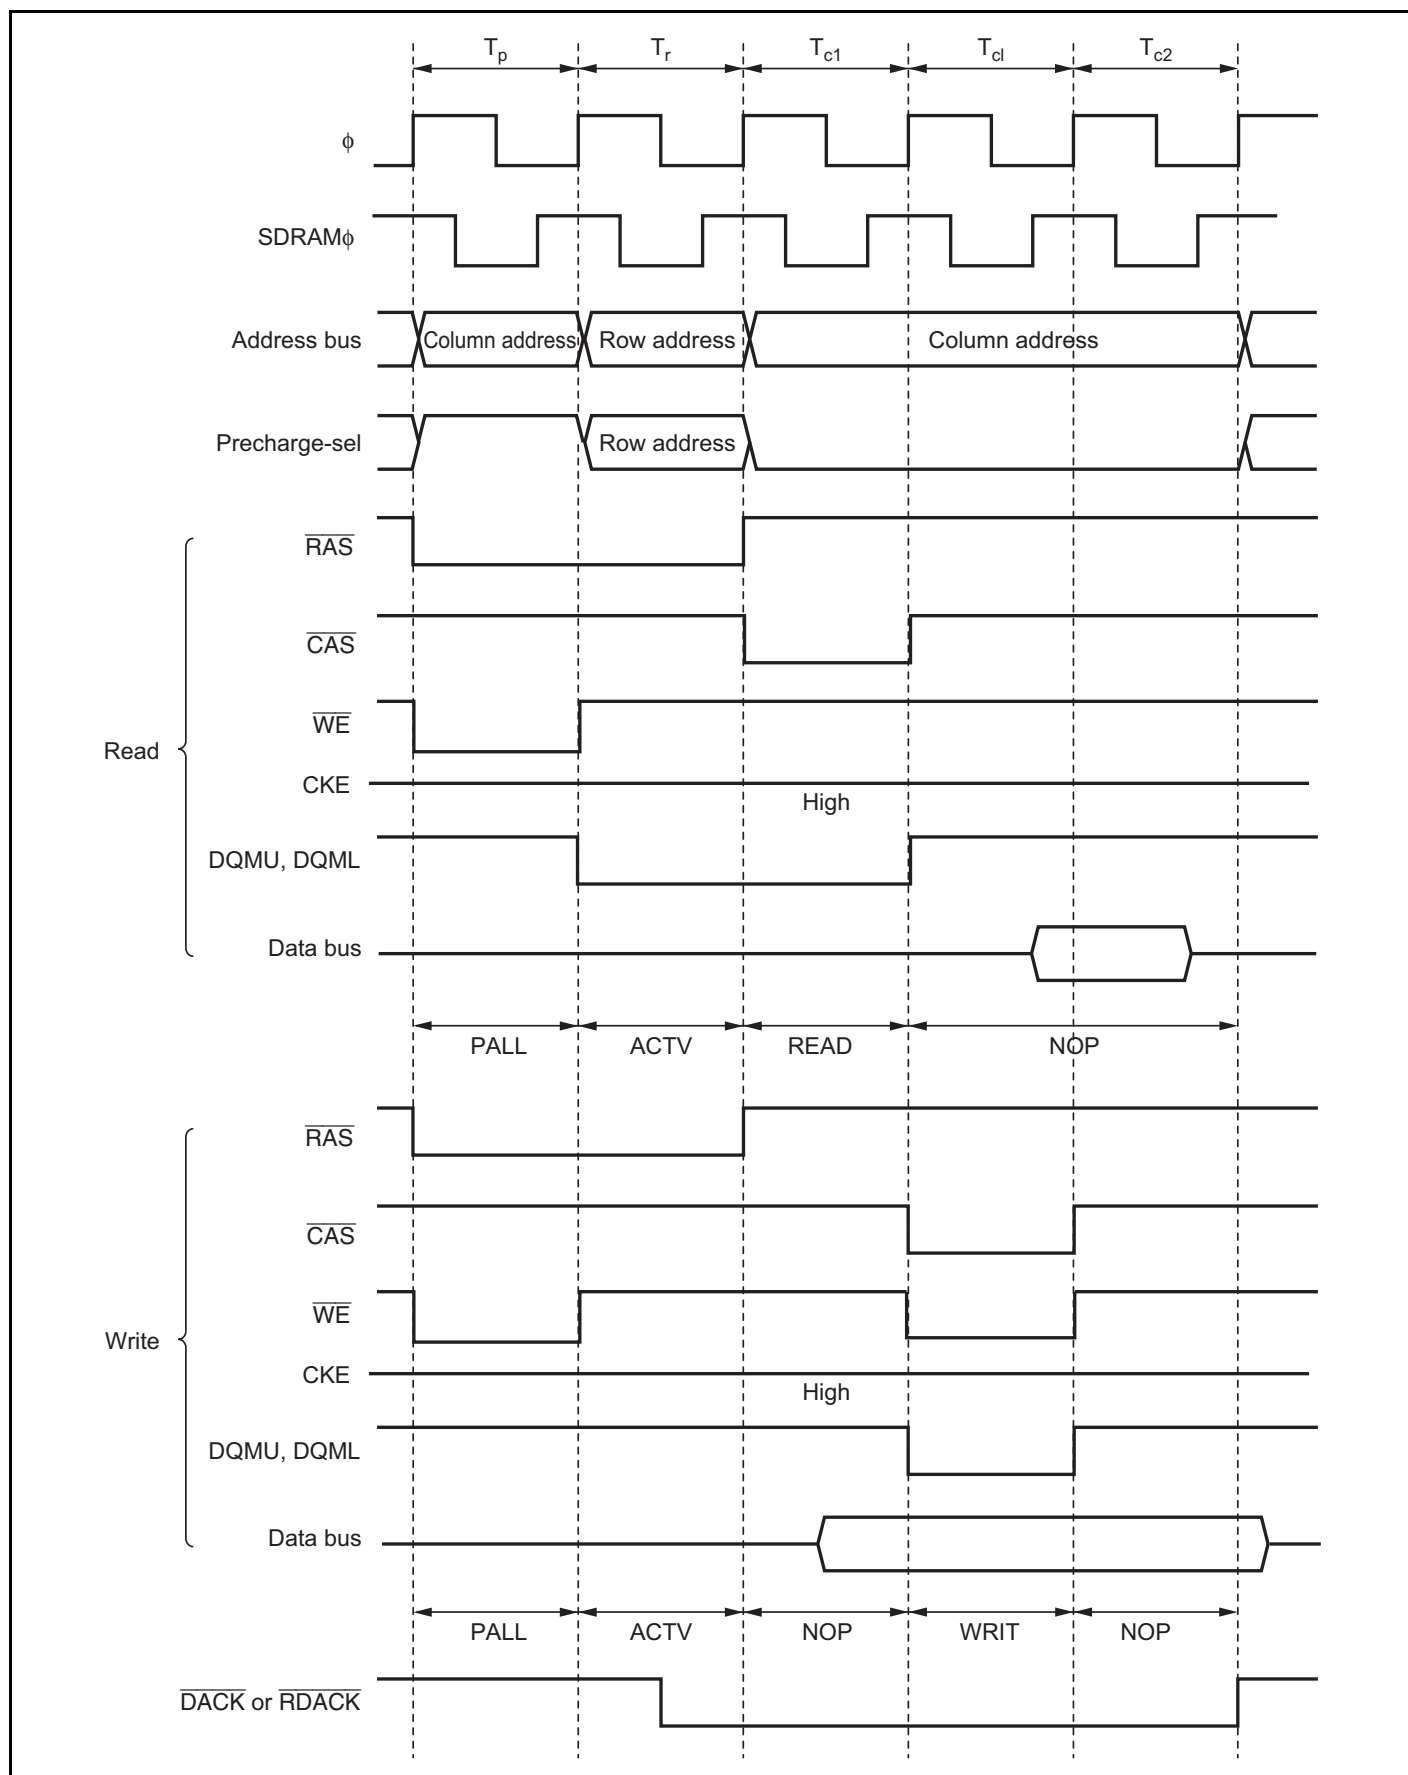 Tp Tr Tc1 Tcl Tc2
ϕ
SDRAMϕ
Address bus Column address Row address Column address
Precharge-sel Row address
RAS
CAS
WE
Read
CKE
High
DQMU, DQML
Data bus
PALL ACTV READ NOP
RAS
CAS
WE
Write
CKE
High
DQMU, DQML
Data bus
PALL ACTV NOP WRIT NOP
DACK or RDACK